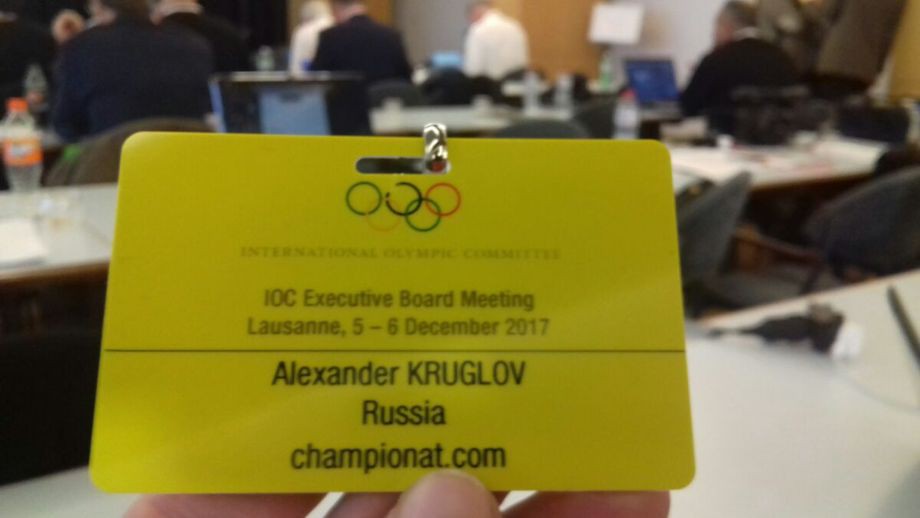 INTERNATIONAL OLYMPIC COMMITTEE
IOC Executive Board Meeting
Lausanne, 5 – 6 December 2017
Alexander KRUGLOV
Russia
championat.com